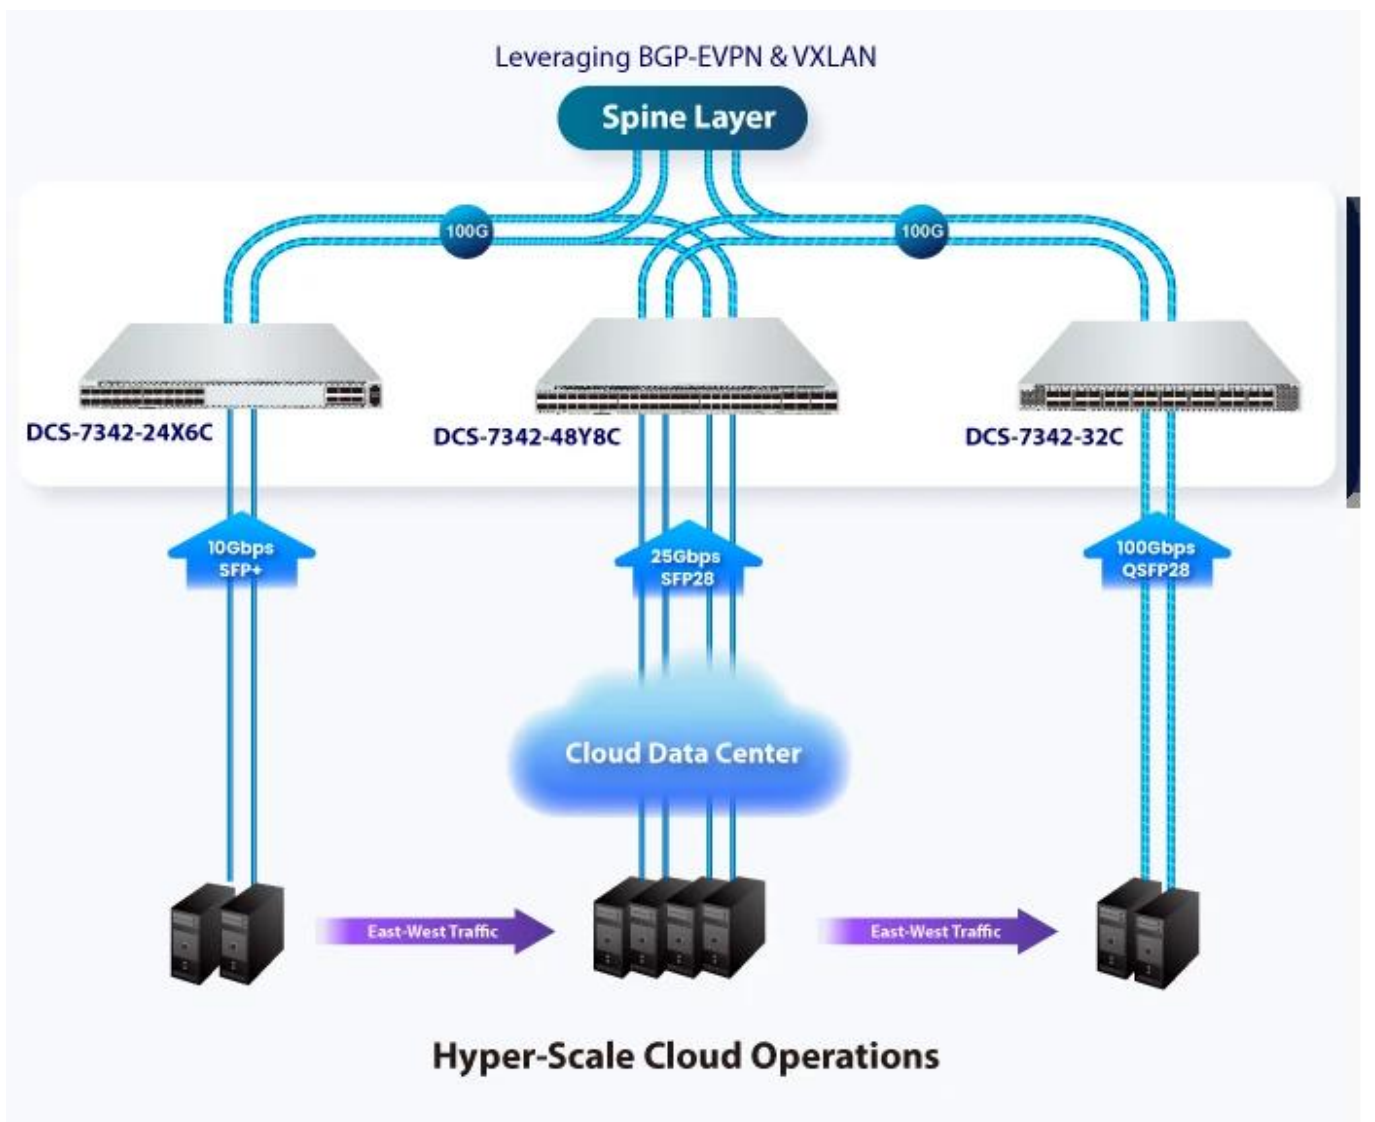 Leveraging BGP-EVPN & VXLAN
Spine Layer
100G
100G
DCS-7342-24X6C
DCS-7342-48Y8C
DCS-7342-32C
10Gbps
SFP+
25Gbps
SFP28
100Gbps
QSFP28
Cloud Data Center
East-West Traffic
East-West Traffic
Hyper-Scale Cloud Operations